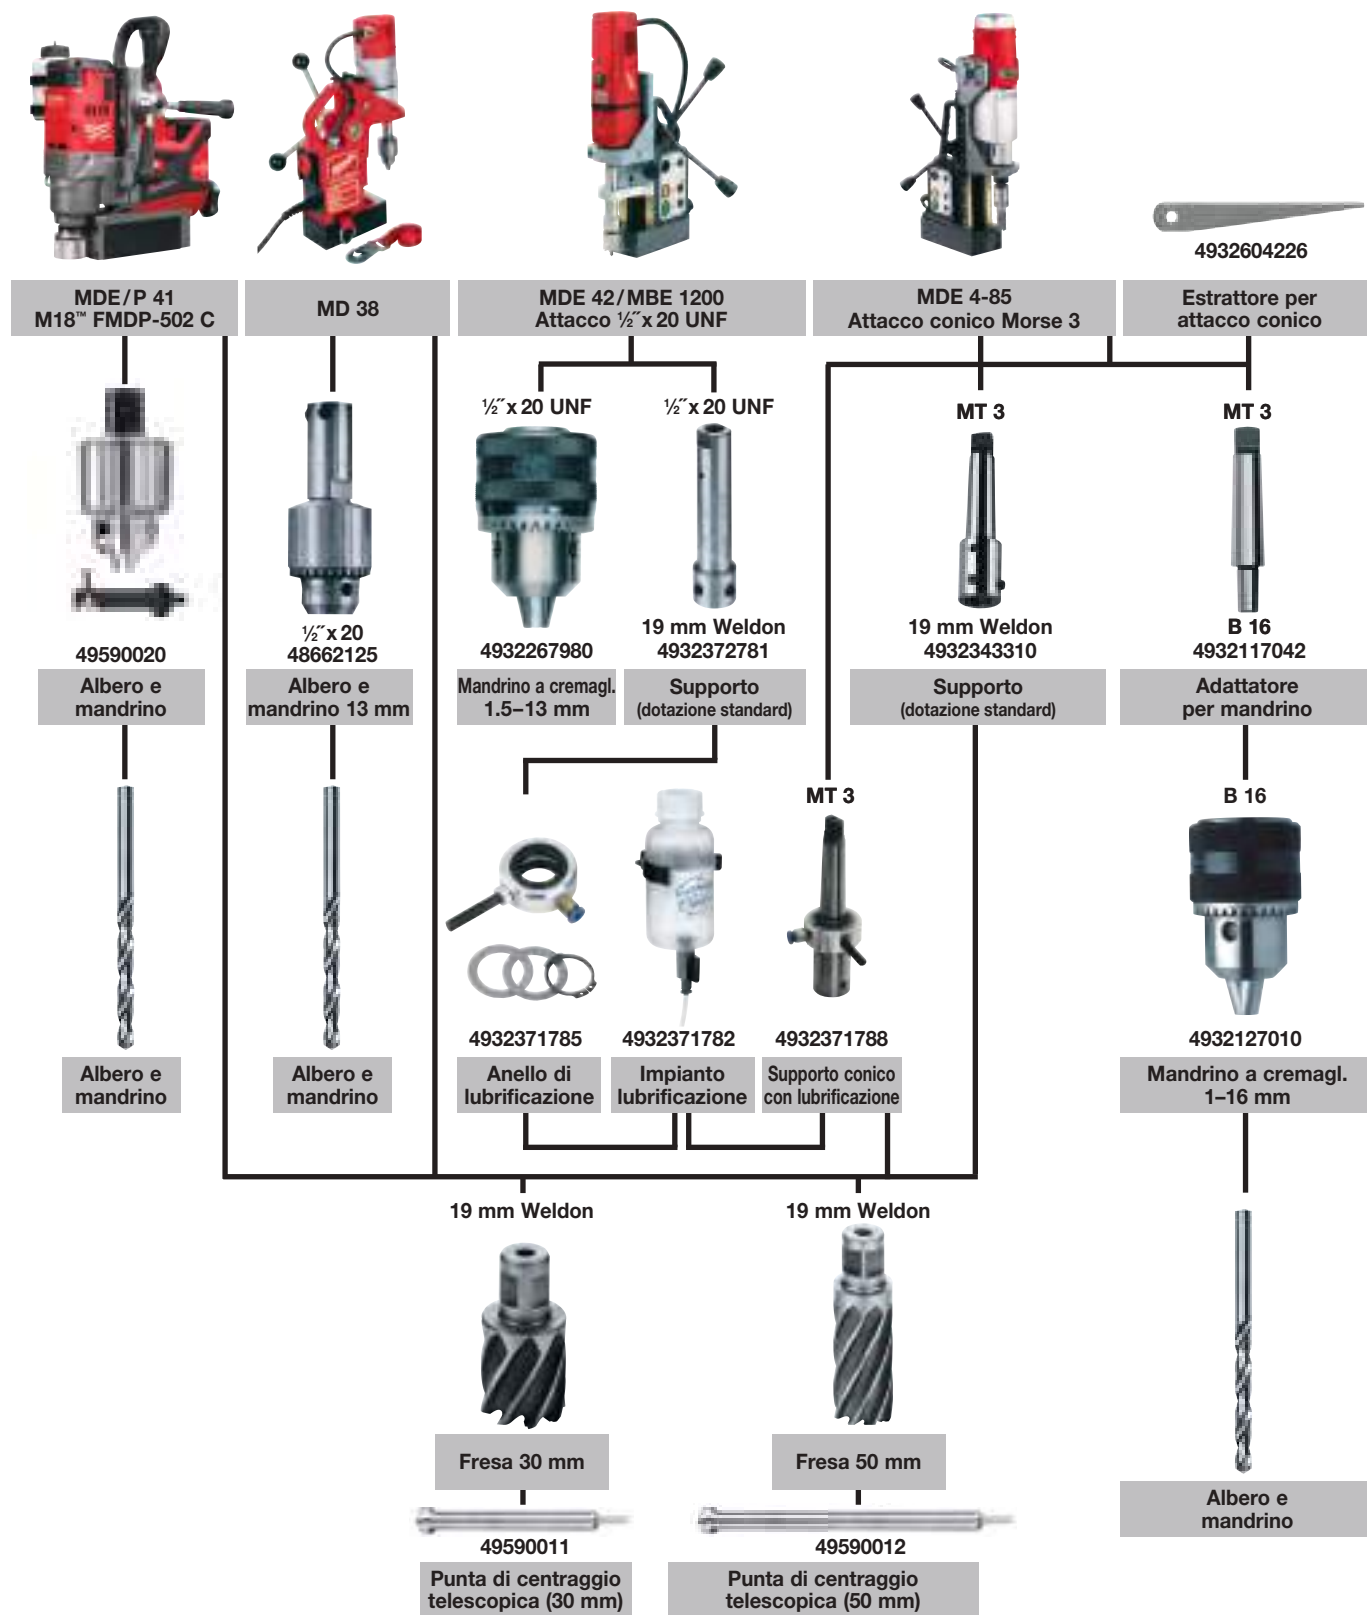 4932604226
MDE/P 41
M18™ FMDP-502 C
MD 38
MDE 42/MBE 1200
Attacco ½˝x 20 UNF
MDE 4-85
Attacco conico Morse 3
Estrattore per
attacco conico
½˝x 20 UNF
½˝x 20 UNF
MT 3
MT 3
49590020
½˝x 20
48662125
4932267980
19 mm Weldon
4932372781
19 mm Weldon
4932343310
B 16
4932117042
Albero e
mandrino
Albero e
mandrino 13 mm
Mandrino a cremagl.
1.5–13 mm
Supporto
(dotazione standard)
Supporto
(dotazione standard)
Adattatore
per mandrino
MT 3
B 16
4932371785
4932371782
4932371788
4932127010
Albero e
mandrino
Albero e
mandrino
Anello di
lubrificazione
Impianto
lubrificazione
Supporto conico
con lubrificazione
Mandrino a cremagl.
1–16 mm
19 mm Weldon
19 mm Weldon
Fresa 30 mm
Fresa 50 mm
Albero e
mandrino
49590011
49590012
Punta di centraggio
telescopica (30 mm)
Punta di centraggio
telescopica (50 mm)